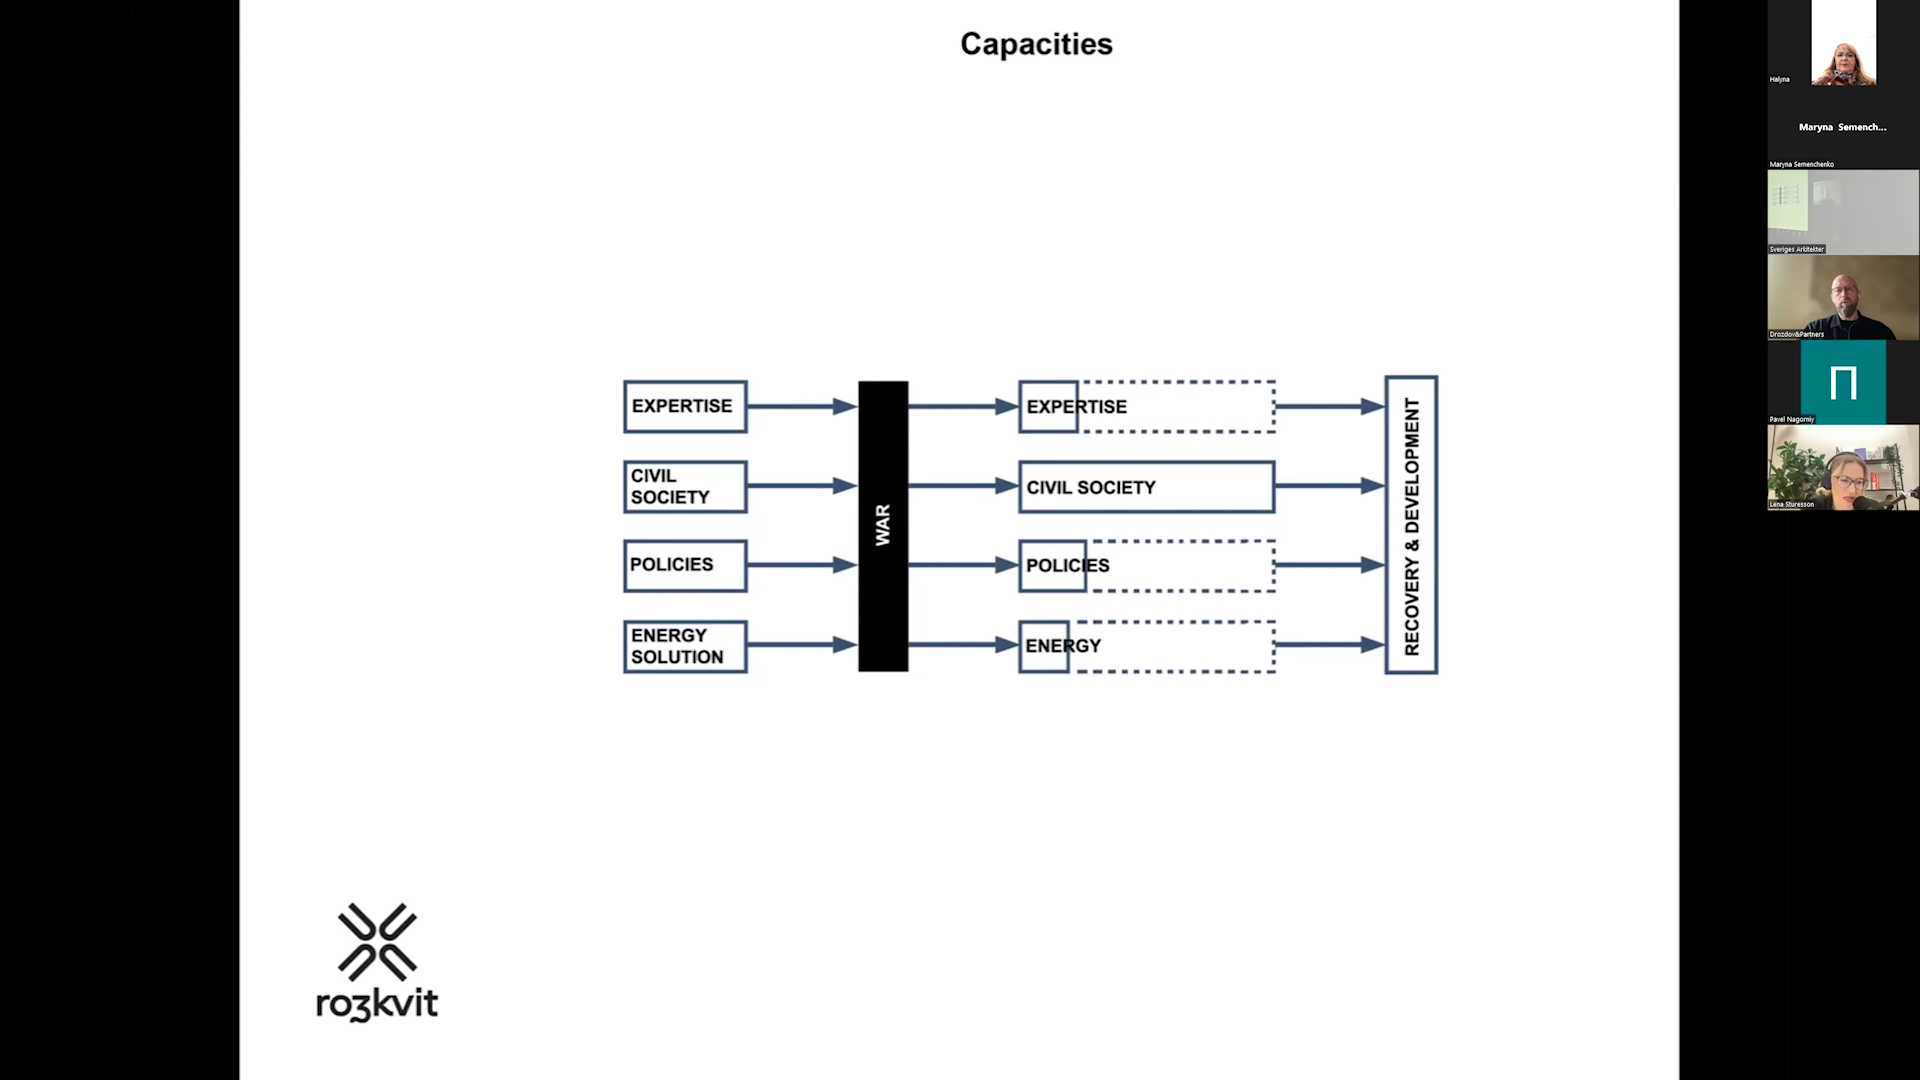 Capacities
EXPERTISE
CIVIL
SOCIETY
POLICIES
ENERGY
SOLUTION
WAR
EXPERTISE
CIVIL SOCIETY
POLICIES
ENERGY
RECOVERY & DEVELOPMENT
ro3kvit
Halyna
Maryna Semench...
Maryna Semenchenko
Sveriges Arkitekter
Drozdov&Partners
П
Pavel Nagorniy
Lena Sturesson